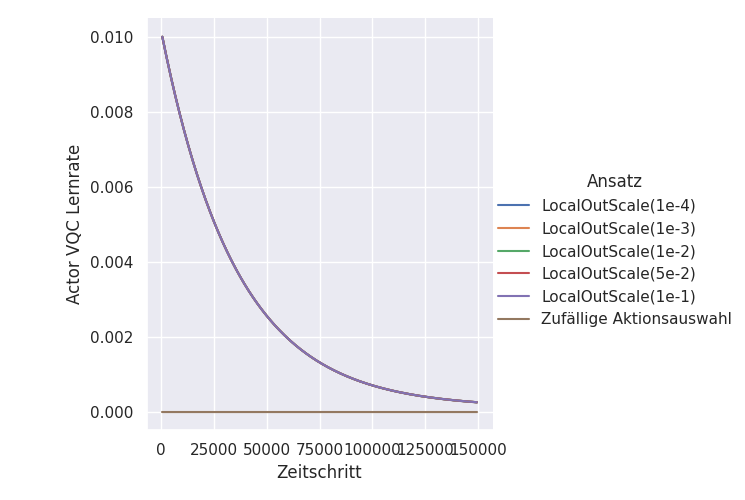 0.010
0.008
0.006
0.004
0.002
0.000
Actor VQC Lernrate
0 25000 50000 75000 100000 125000 150000
Zeitschritt
Ansatz
LocalOutScale(1e-4)
LocalOutScale(1e-3)
LocalOutScale(1e-2)
LocalOutScale(5e-2)
LocalOutScale(1e-1)
Zufällige Aktionsauswahl